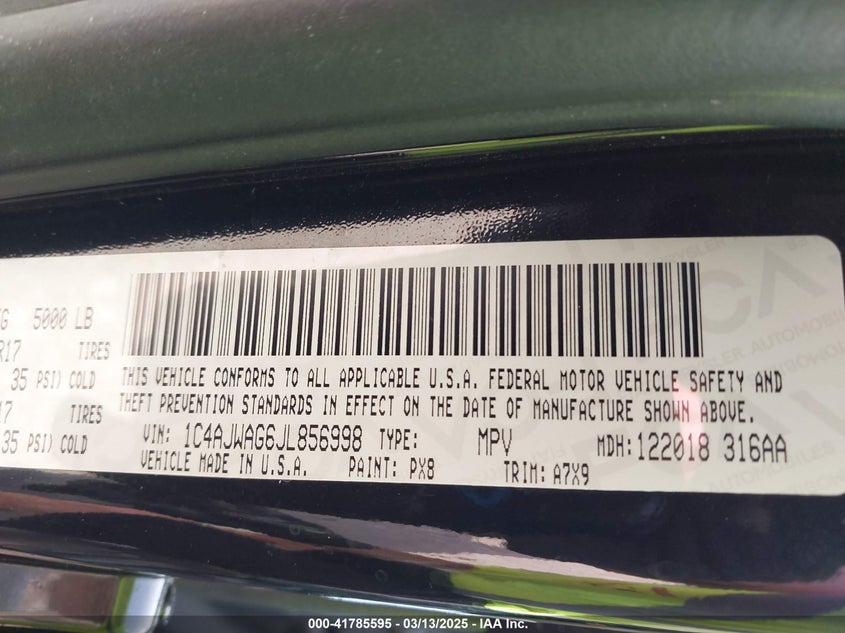 G 5000 LB
R17 TIRES
35 PSI) COLD
17 TIRES
35 PSI) COLD
THIS VEHICLE CONFORMS TO ALL APPLICABLE U.S.A. FEDERAL MOTOR VEHICLE SAFETY AND
THEFT PREVENTION STANDARDS IN EFFECT ON THE DATE OF MANUFACTURE SHOWN ABOVE.
VIN: 1C4AJWAG6JL856998 TYPE: MPV MDH:122018 316AA
VEHICLE MADE IN U.S.A. PAINT: PX8 TRIM: A7X9
000-41785595 - 03/13/2025 - IAA Inc.